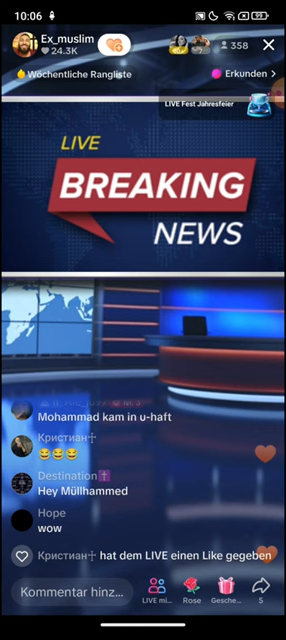 10:06
99
Ex_muslim
24.3K
358
Wöchentliche Rangliste
Erkunden >
LIVE Fest Jahresfeier
LIVE
BREAKING
NEWS
Mohammad kam in u-haft
Кристиан☦
😂😂😂
Destination✝
Hey Müllhammed
Hope
wow
Кристиан☦ hat dem LIVE einen Like gegeben
Kommentar hinz...
LIVE mi...
Rose
Gesche...
5